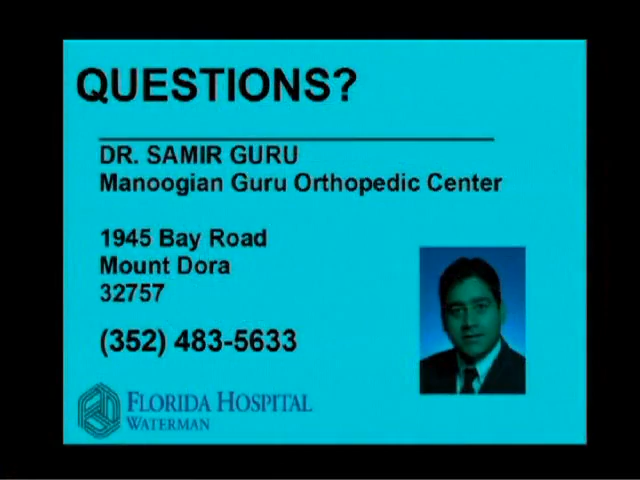 QUESTIONS?
DR. SAMIR GURU
Manoogian Guru Orthopedic Center
1945 Bay Road
Mount Dora
32757
(352) 483-5633
FLORIDA HOSPITAL
WATERMAN